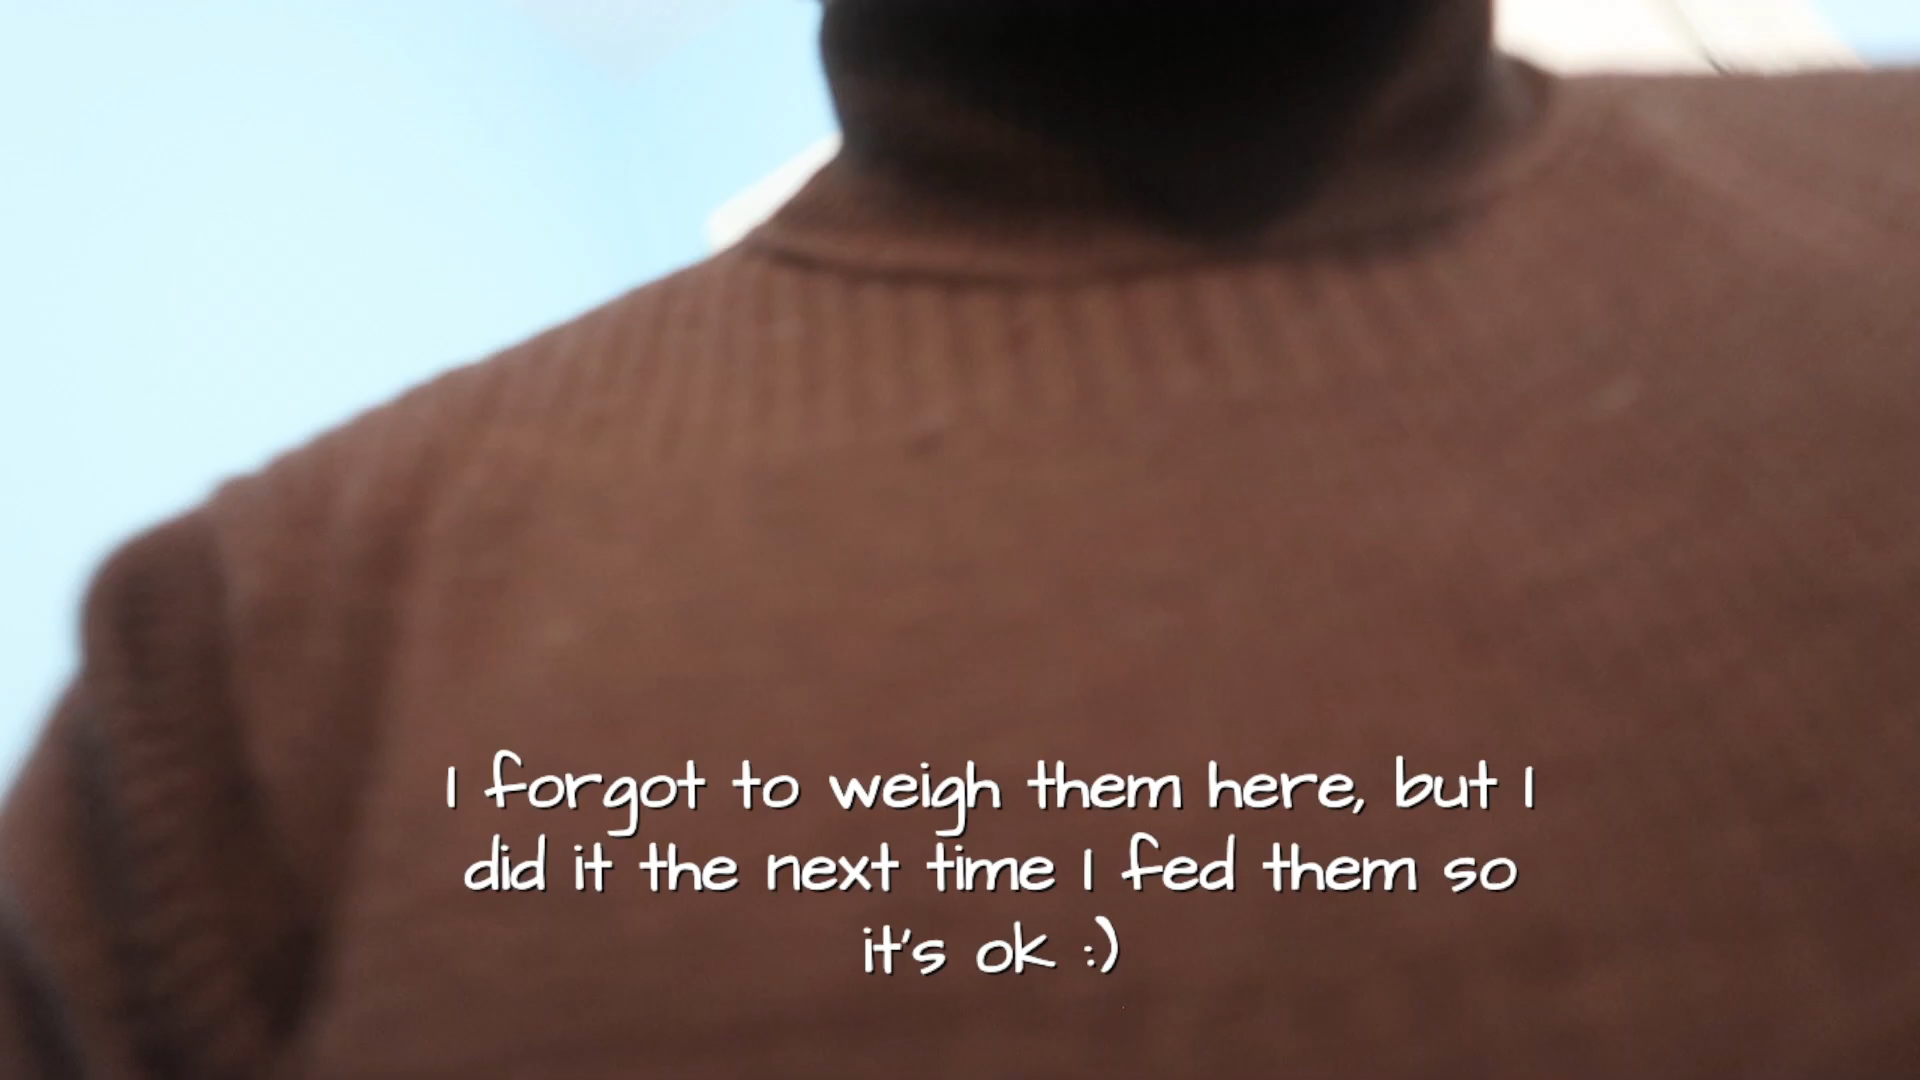 I forgot to weigh them here, but I
did it the next time I fed them so
it's ok :)